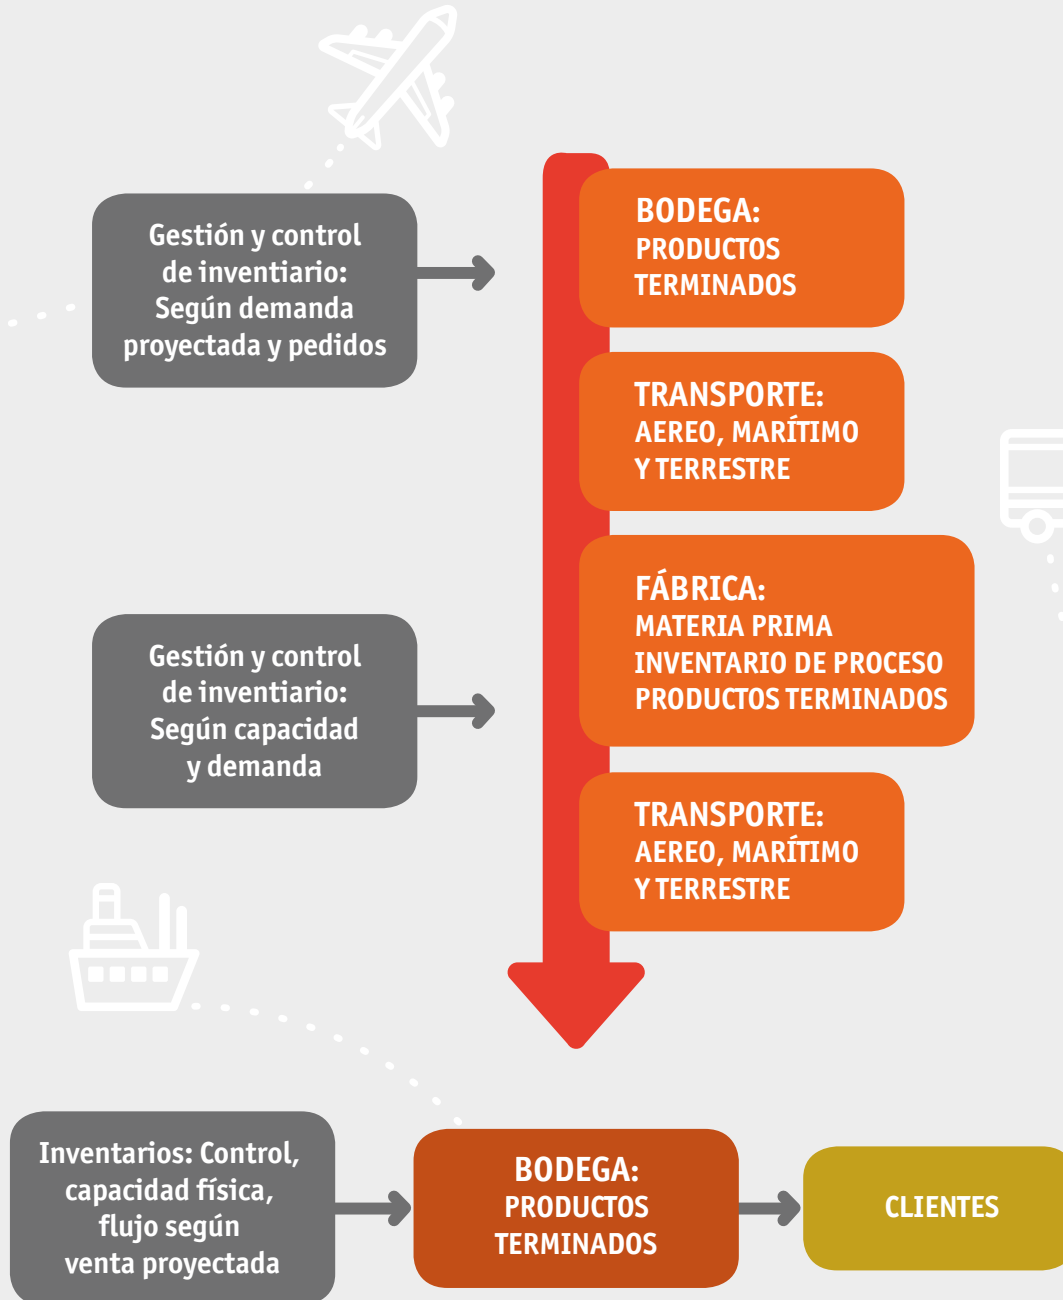 Gestión y control
de inventiario:
Según demanda
proyectada y pedidos
BODEGA:
PRODUCTOS
TERMINADOS
TRANSPORTE:
AEREO, MARÍTIMO
Y TERRESTRE
Gestión y control
de inventiario:
Según capacidad
y demanda
FÁBRICA:
MATERIA PRIMA
INVENTARIO DE PROCESO
PRODUCTOS TERMINADOS
TRANSPORTE:
AEREO, MARÍTIMO
Y TERRESTRE
Inventarios: Control,
capacidad física,
flujo según
venta proyectada
BODEGA:
PRODUCTOS
TERMINADOS
CLIENTES